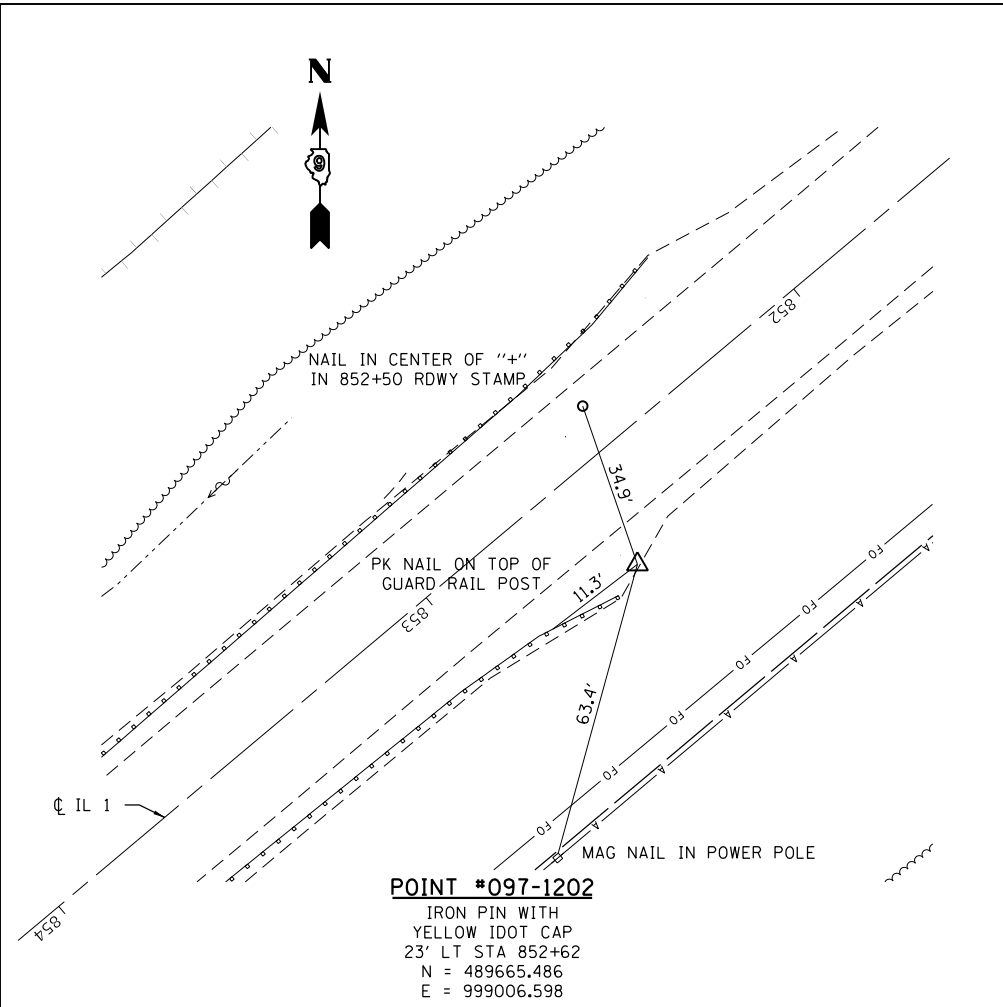 N
9
852
NAIL IN CENTER OF "+"
IN 852+50 RDWY STAMP
34.9'
FO
A
PK NAIL ON TOP OF
GUARD RAIL POST
11.3'
FO
A
853
FO
A
63.4'
FO
A
FO
A
℄ IL 1
FO
A
MAG NAIL IN POWER POLE
854
POINT #097-1202
IRON PIN WITH
YELLOW IDOT CAP
23' LT STA 852+62
N = 489665.486
E = 999006.598